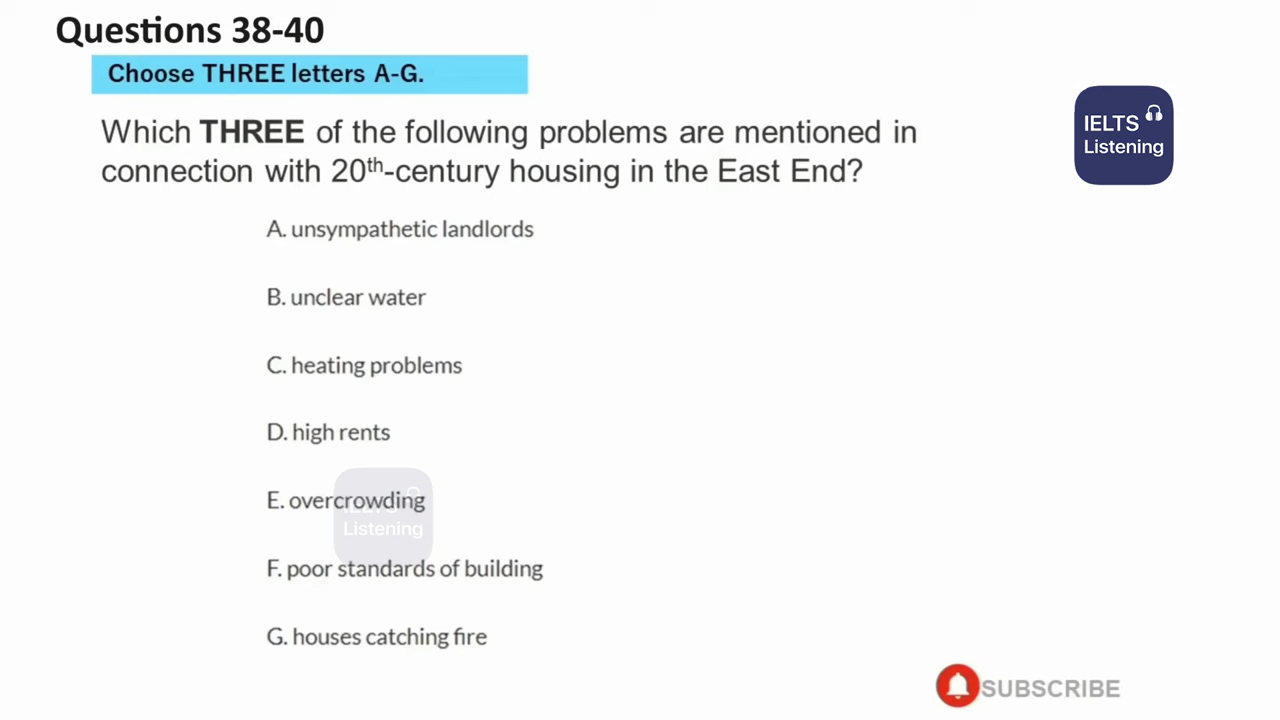 Questions 38-40
Choose THREE letters A-G.
IELTS
Listening
Which THREE of the following problems are mentioned in
connection with 20th-century housing in the East End?
A. unsympathetic landlords
B. unclear water
C. heating problems
D. high rents
E. overcrowding
IELTS
Listening
F. poor standards of building
G. houses catching fire
SUBSCRIBE